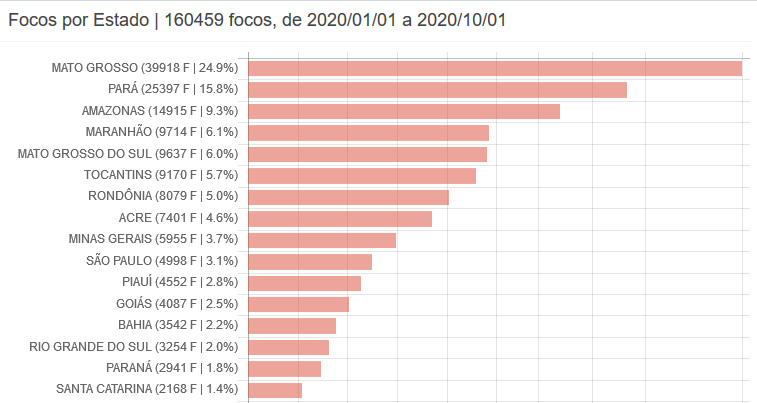 Focos por Estado | 160459 focos, de 2020/01/01 a 2020/10/01
MATO GROSSO (39918 F | 24.9%)
PARÁ (25397 F | 15.8%)
AMAZONAS (14915 F | 9.3%)
MARANHÃO (9714 F | 6.1%)
MATO GROSSO DO SUL (9637 F | 6.0%)
TOCANTINS (9170 F | 5.7%)
RONDÔNIA (8079 F | 5.0%)
ACRE (7401 F | 4.6%)
MINAS GERAIS (5955 F | 3.7%)
SÃO PAULO (4998 F | 3.1%)
PIAUÍ (4552 F | 2.8%)
GOIÁS (4087 F | 2.5%)
BAHIA (3542 F | 2.2%)
RIO GRANDE DO SUL (3254 F | 2.0%)
PARANÁ (2941 F | 1.8%)
SANTA CATARINA (2168 F | 1.4%)